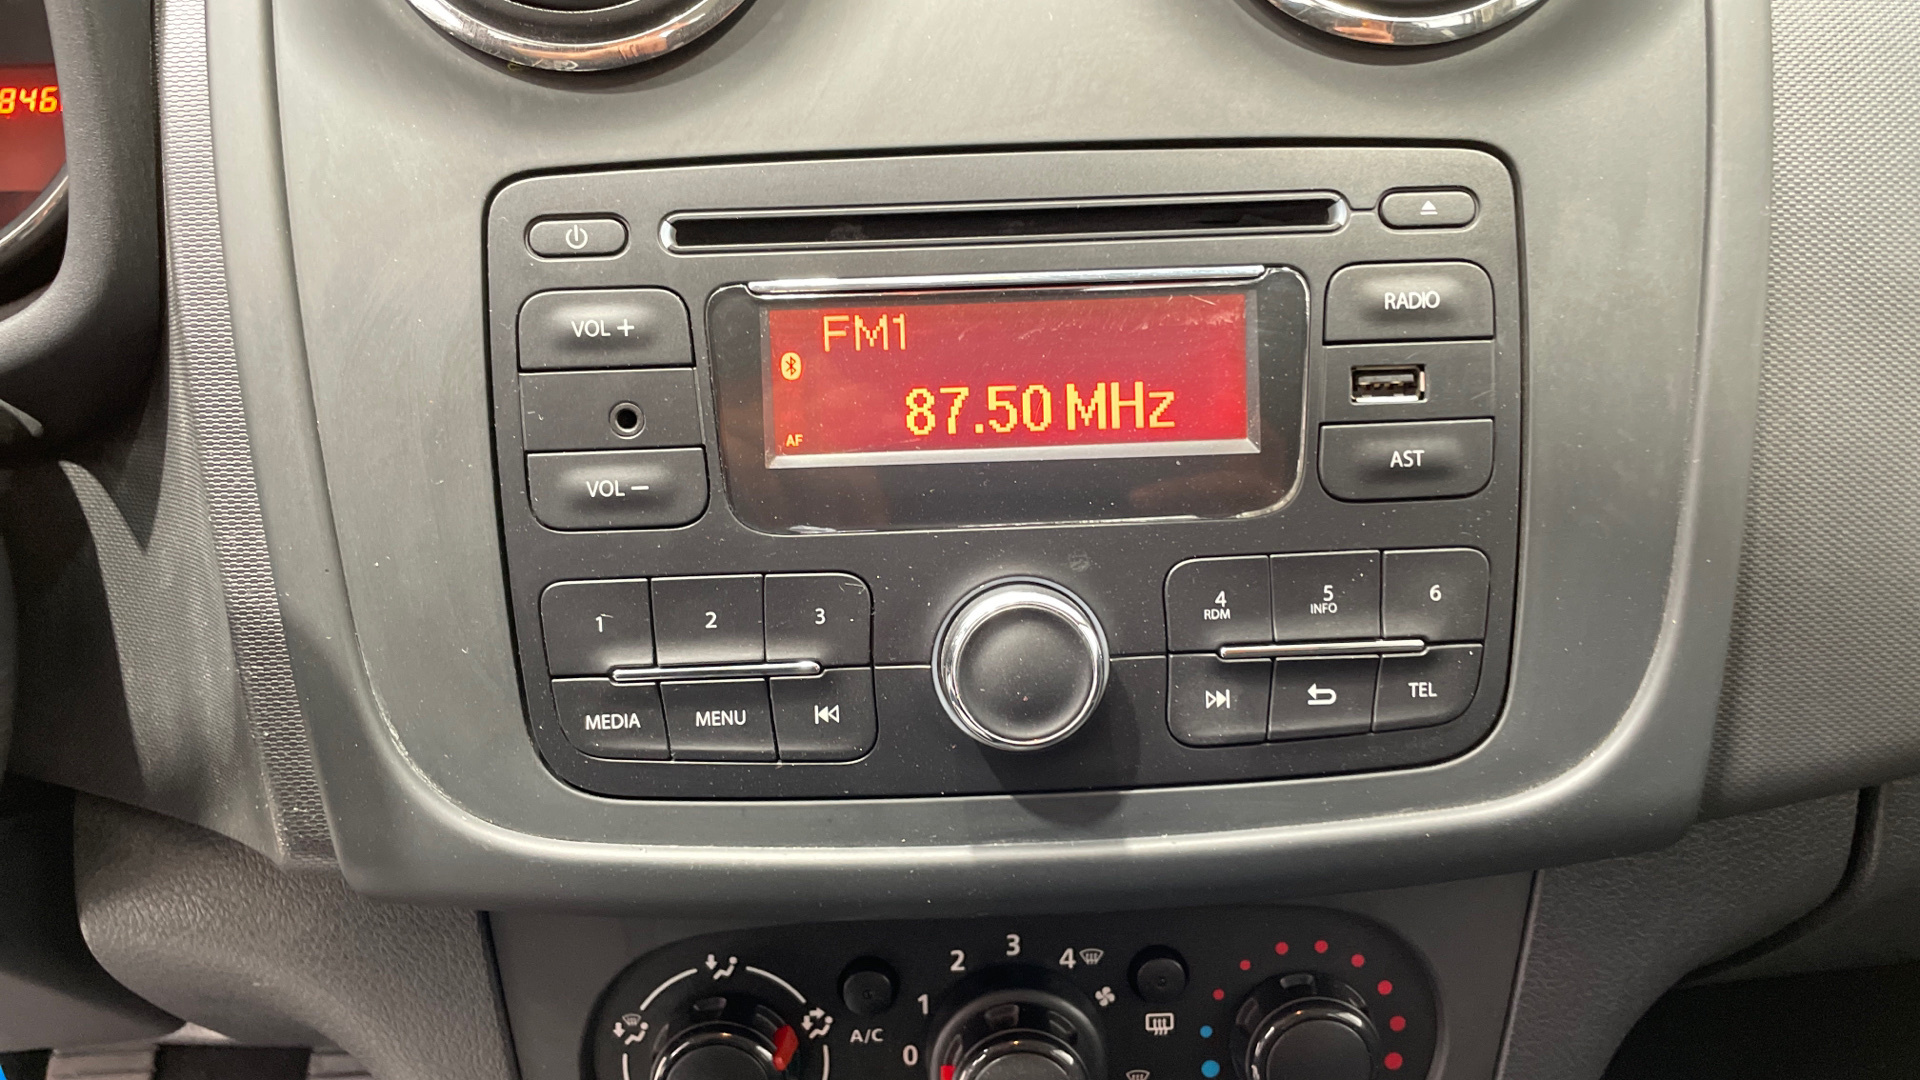 846
VOL +
VOL −
FM1
87.50 MHz
AF
RADIO
AST
1
2
3
4
RDM
5
INFO
6
MEDIA
MENU
TEL
A/C
0
1
2
3
4